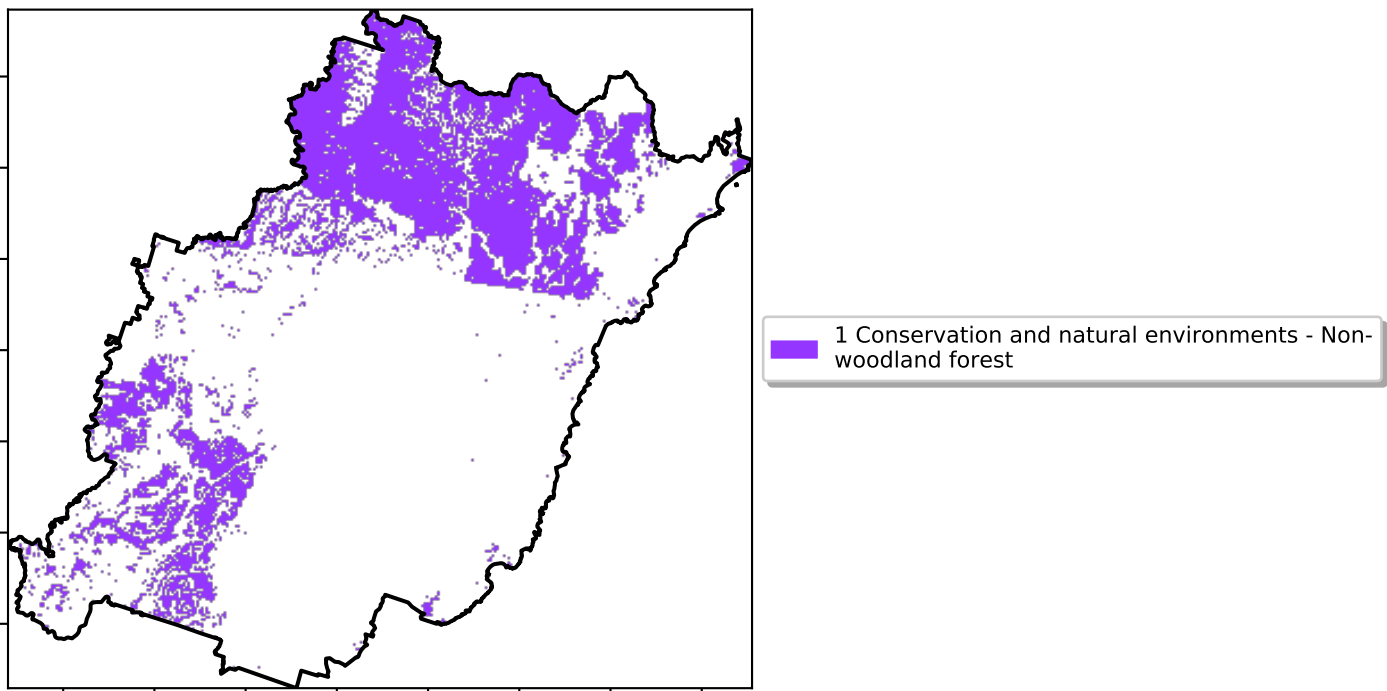 1 Conservation and natural environments - Non-
woodland forest